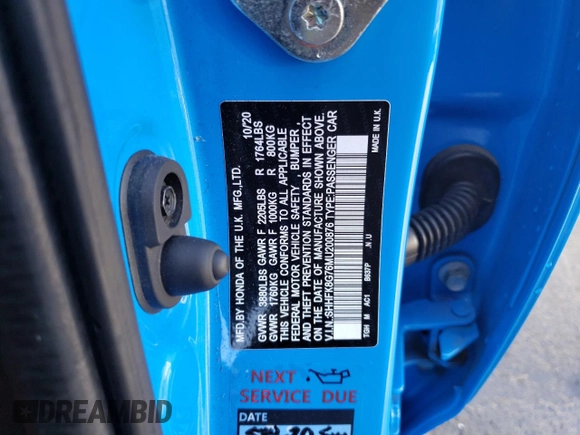 MFD.BY HONDA OF THE U.K. MFG.,LTD. 10/20
GVWR 3880LBS GAWR F 2205LBS R 1764LBS
GVWR 1760KG GAWR F 1000KG R 800KG
THIS VEHICLE CONFORMS TO ALL APPLICABLE
FEDERAL MOTOR VEHICLE SAFETY , BUMPER ,
AND THEFT PREVENTION STANDARDS IN EFFECT
ON THE DATE OF MANUFACTURE SHOWN ABOVE.
V.I.N.:SHHFK8G76MU200876 TYPE:PASSENGER CAR
TGH M AC1 B637P .N.U MADE IN U.K.
NEXT
SERVICE DUE
DATE
DREAMBID